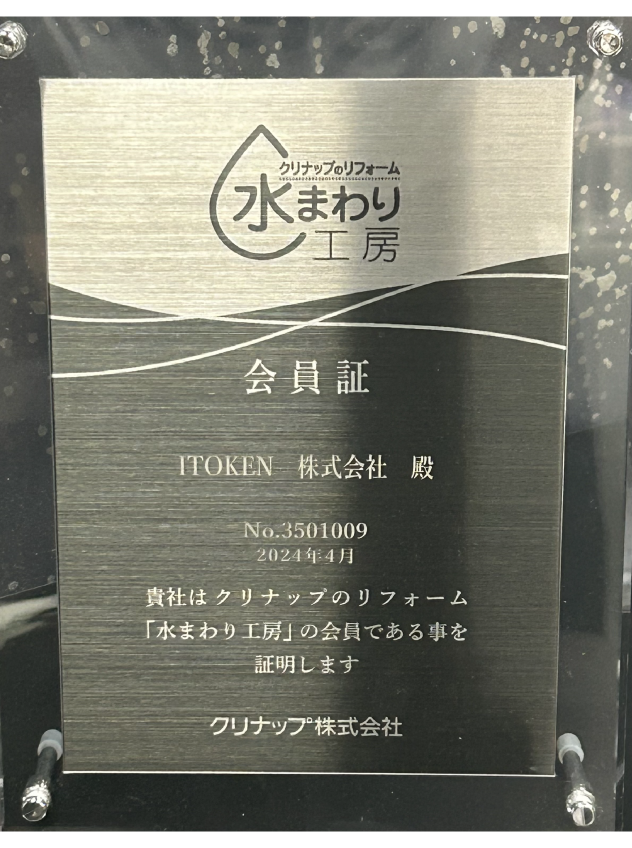 クリナップのリフォーム
水まわり
工房
会員証
ITOKEN 株式会社 殿
No.3501009
2024年4月
貴社はクリナップのリフォーム
「水まわり工房」の会員である事を
証明します
クリナップ株式会社